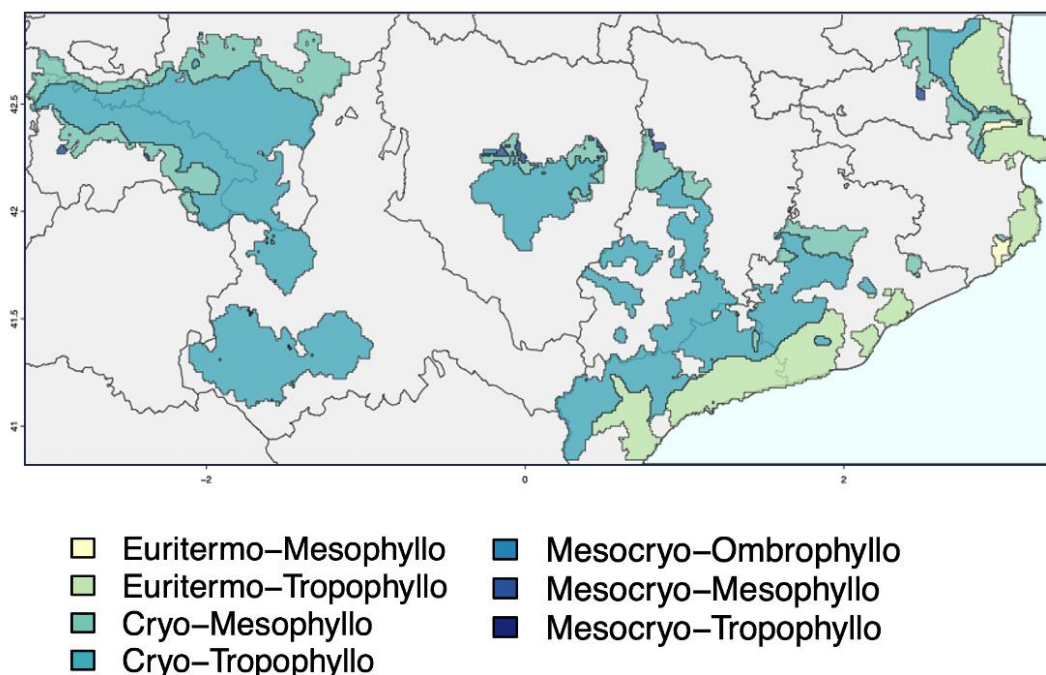 42.5
42
41.5
41
-2
0
2
Euritermo–Mesophyllo
Euritermo–Tropophyllo
Cryo–Mesophyllo
Cryo–Tropophyllo
Mesocryo–Ombrophyllo
Mesocryo–Mesophyllo
Mesocryo–Tropophyllo